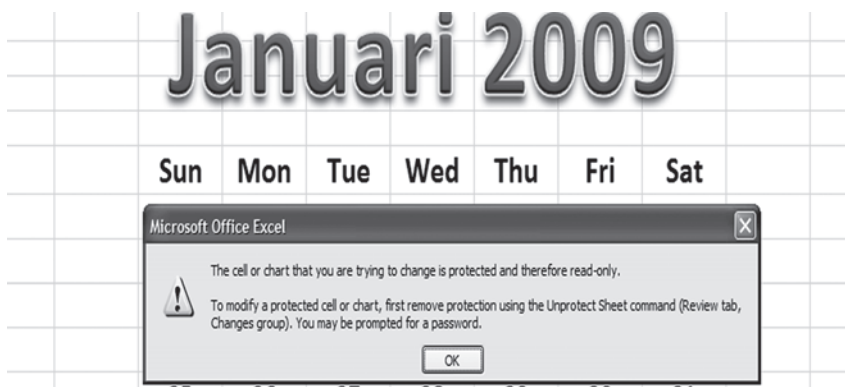 Januari 2009
Sun Mon Tue Wed Thu Fri Sat
Microsoft Office Excel
The cell or chart that you are trying to change is protected and therefore read-only.
To modify a protected cell or chart, first remove protection using the Unprotect Sheet command (Review tab,
Changes group). You may be prompted for a password.
OK